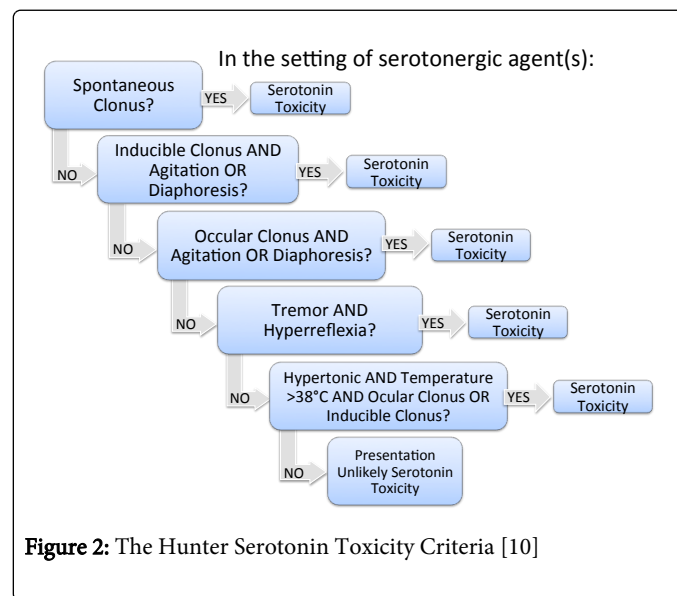 In the setting of serotonergic agent(s):
Spontaneous
Clonus?
YES
Serotonin
Toxicity
NO
Inducible Clonus AND
Agitation OR
Diaphoresis?
YES
Serotonin
Toxicity
NO
Occular Clonus AND
Agitation OR Diaphoresis?
YES
Serotonin
Toxicity
NO
Tremor AND
Hyperreflexia?
YES
Serotonin
Toxicity
NO
Hypertonic AND Temperature
>38°C AND Ocular Clonus OR
Inducible Clonus?
YES
Serotonin
Toxicity
NO
Presentation
Unlikely Serotonin
Toxicity
Figure 2: The Hunter Serotonin Toxicity Criteria [10]